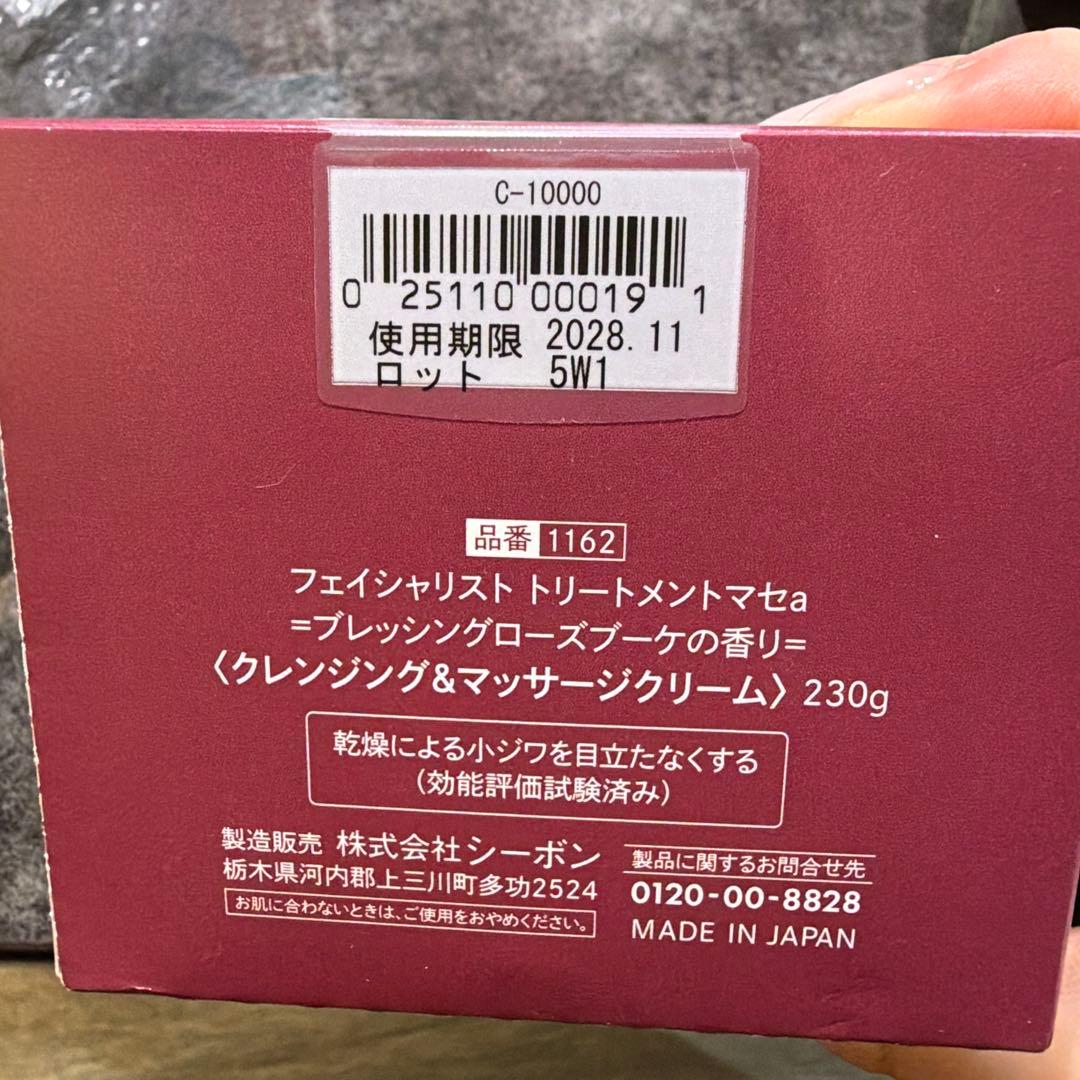 C-10000
0 25110 00019 1
使用期限 2028.11
ロット 5W1
品番 1162
フェイシャリスト トリートメントマセa
=ブレッシングローズブーケの香り=
〈クレンジング&マッサージクリーム〉 230g
乾燥による小ジワを目立たなくする
(効能評価試験済み)
製造販売 株式会社シーボン
栃木県河内郡上三川町多功2524
お肌に合わないときは、ご使用をおやめください。
製品に関するお問合せ先
0120-00-8828
MADE IN JAPAN